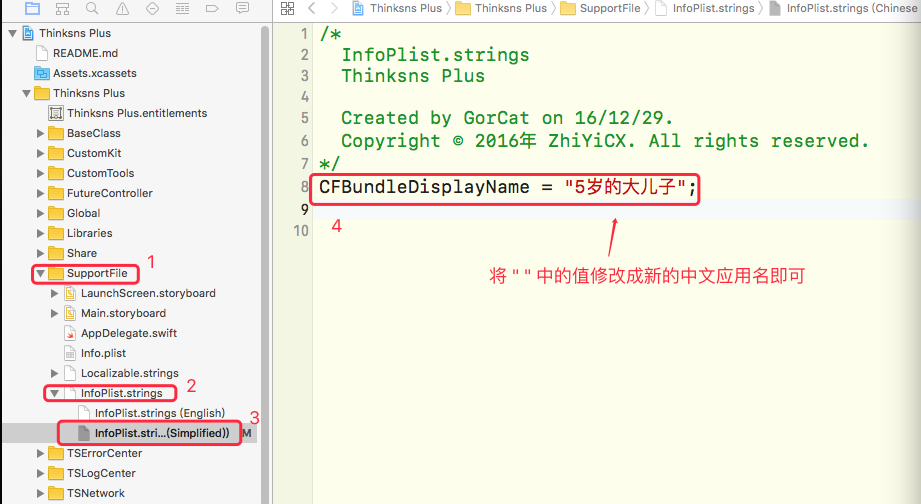 Thinksns Plus
README.md
Assets.xcassets
Thinksns Plus
Thinksns Plus.entitlements
BaseClass
CustomKit
CustomTools
FutureController
Global
Libraries
Share
SupportFile
1
LaunchScreen.storyboard
Main.storyboard
AppDelegate.swift
Info.plist
Localizable.strings
InfoPlist.strings
2
InfoPlist.strings (English)
3
InfoPlist.stri...(Simplified)) M
TSErrorCenter
TSLogCenter
TSNetwork
Thinksns Plus Thinksns Plus SupportFile InfoPlist.strings InfoPlist.strings (Chinese
1 /*
2 InfoPlist.strings
3 Thinksns Plus
4
5 Created by GorCat on 16/12/29.
6 Copyright © 2016年 ZhiYiCX. All rights reserved.
7 */
8 CFBundleDisplayName = "5岁的大儿子";
9
10
4
将 " " 中的值修改成新的中文应用名即可